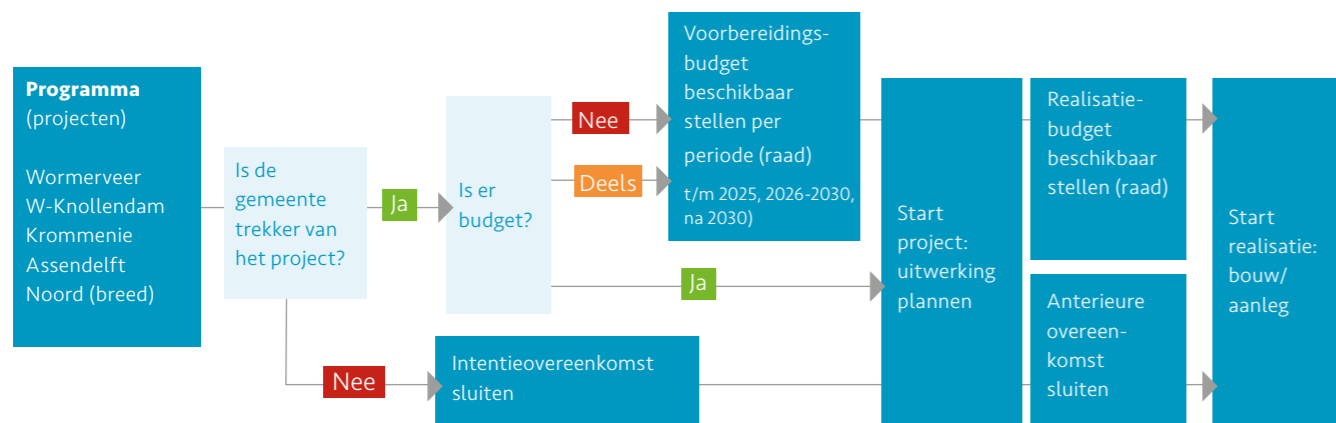 Programma
(projecten)
Wormerveer
W-Knollendam
Krommenie
Assendelft
Noord (breed)
Is de
gemeente
trekker van
het project?
Ja
Nee
Is er
budget?
Nee
Deels
Ja
Voorbereidings-
budget
beschikbaar
stellen per
periode (raad)
t/m 2025, 2026-2030,
na 2030)
Intentieovereenkomst
sluiten
Start
project:
uitwerking
plannen
Realisatie-
budget
beschikbaar
stellen (raad)
Anterieure
overeen-
komst
sluiten
Start
realisatie:
bouw/
aanleg